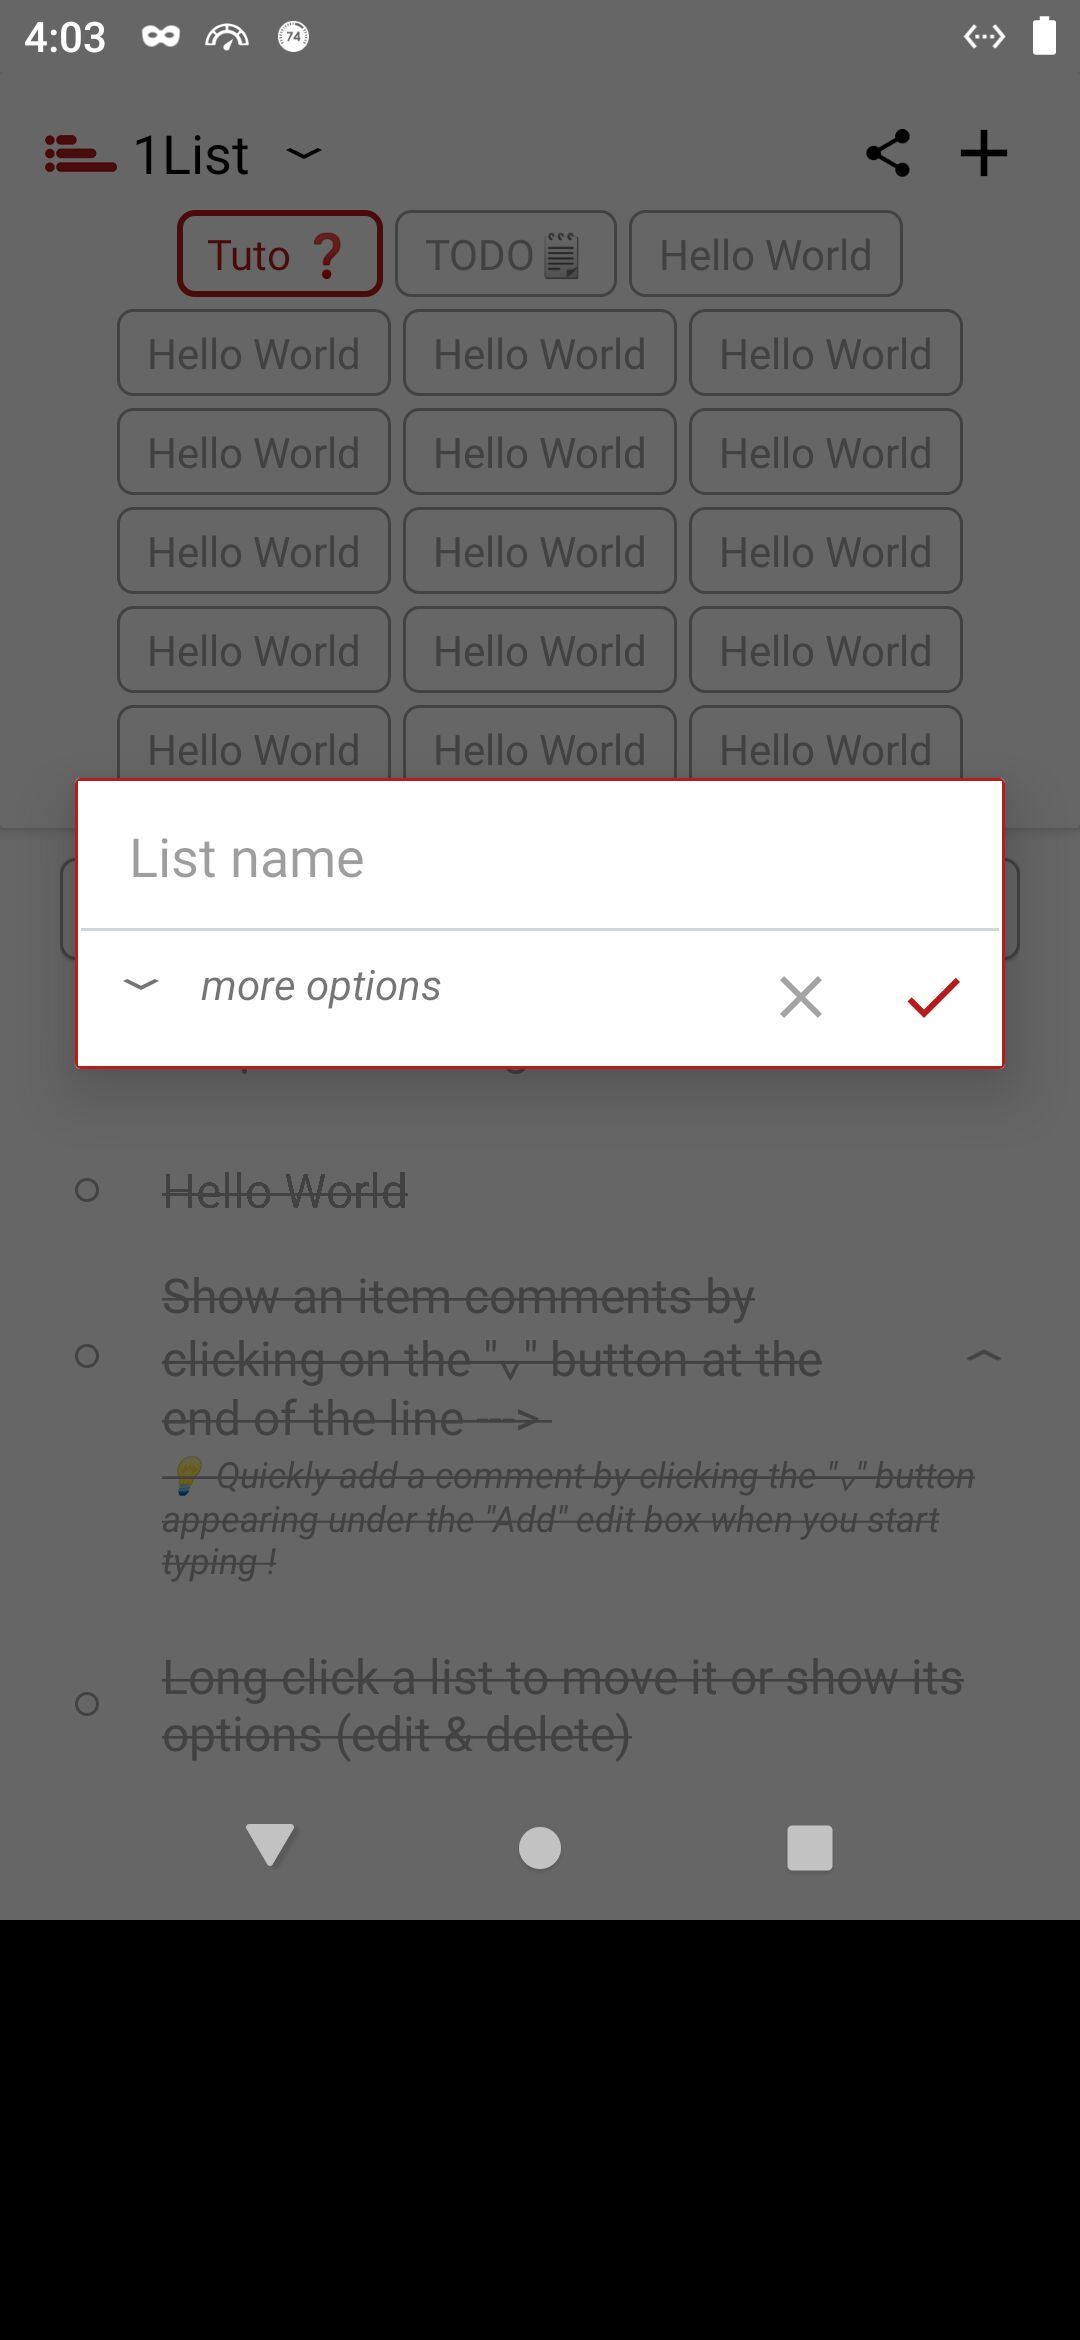 4:03 74
1List
Tuto ❓ TODO🗒 Hello World
Hello World Hello World Hello World
Hello World Hello World Hello World
Hello World Hello World Hello World
Hello World Hello World Hello World
Hello World Hello World Hello World
List name
more options
Hello World
Show an item comments by
clicking on the "⌵" button at the
end of the line --->
💡 Quickly add a comment by clicking the "⌵" button
appearing under the "Add" edit box when you start
typing !
Long click a list to move it or show its
options (edit & delete)